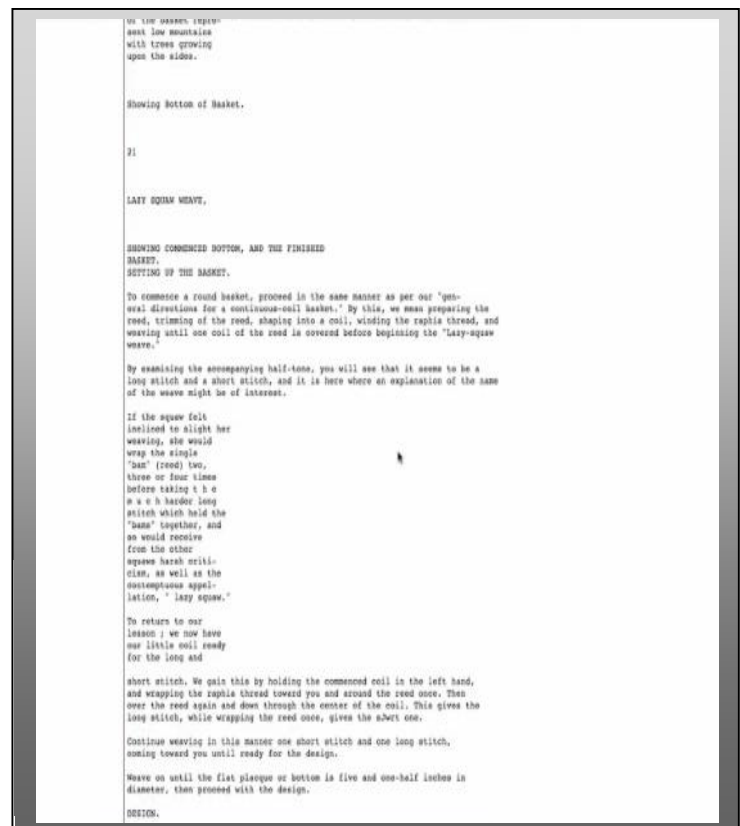 of the basket repre-
sent low mountains
with trees growing
upon the sides.
Showing Bottom of Basket.
21
LAZY SQUAW WEAVE,
SHOWING COMMENCED BOTTOM, AND THE FINISHED
BASKET.
SETTING UP THE BASKET.
To commence a round basket, proceed in the same manner as per our "gen-
eral directions for a continuous-coil basket." By this, we mean preparing the
reed, trimming of the reed, shaping into a coil, winding the raphia thread, and
weaving until one coil of the reed is covered before beginning the "Lazy-squaw
weave."
By examining the accompanying half-tone, you will see that it seems to be a
long stitch and a short stitch, and it is here where an explanation of the name
of the weave might be of interest.
If the squaw felt
inclined to slight her
weaving, she would
wrap the single
"bam" (reed) two,
three or four times
before taking t h e
m u c h harder long
stitch which held the
"bams" together, and
so would receive
from the other
squaws harsh criti-
cism, as well as the
contemptuous appel-
lation, " lazy squaw."
To return to our
lesson ; we now have
our little coil ready
for the long and
short stitch. We gain this by holding the commenced coil in the left hand,
and wrapping the raphia thread toward you and around the reed once. Then
over the reed again and down through the center of the coil. This gives the
long stitch, while wrapping the reed once, gives the sJwrt one.
Continue weaving in this manner one short stitch and one long stitch,
coming toward you until ready for the design.
Weave on until the flat plaque or bottom is five and one-half inches in
diameter, then proceed with the design.
DESIGN.